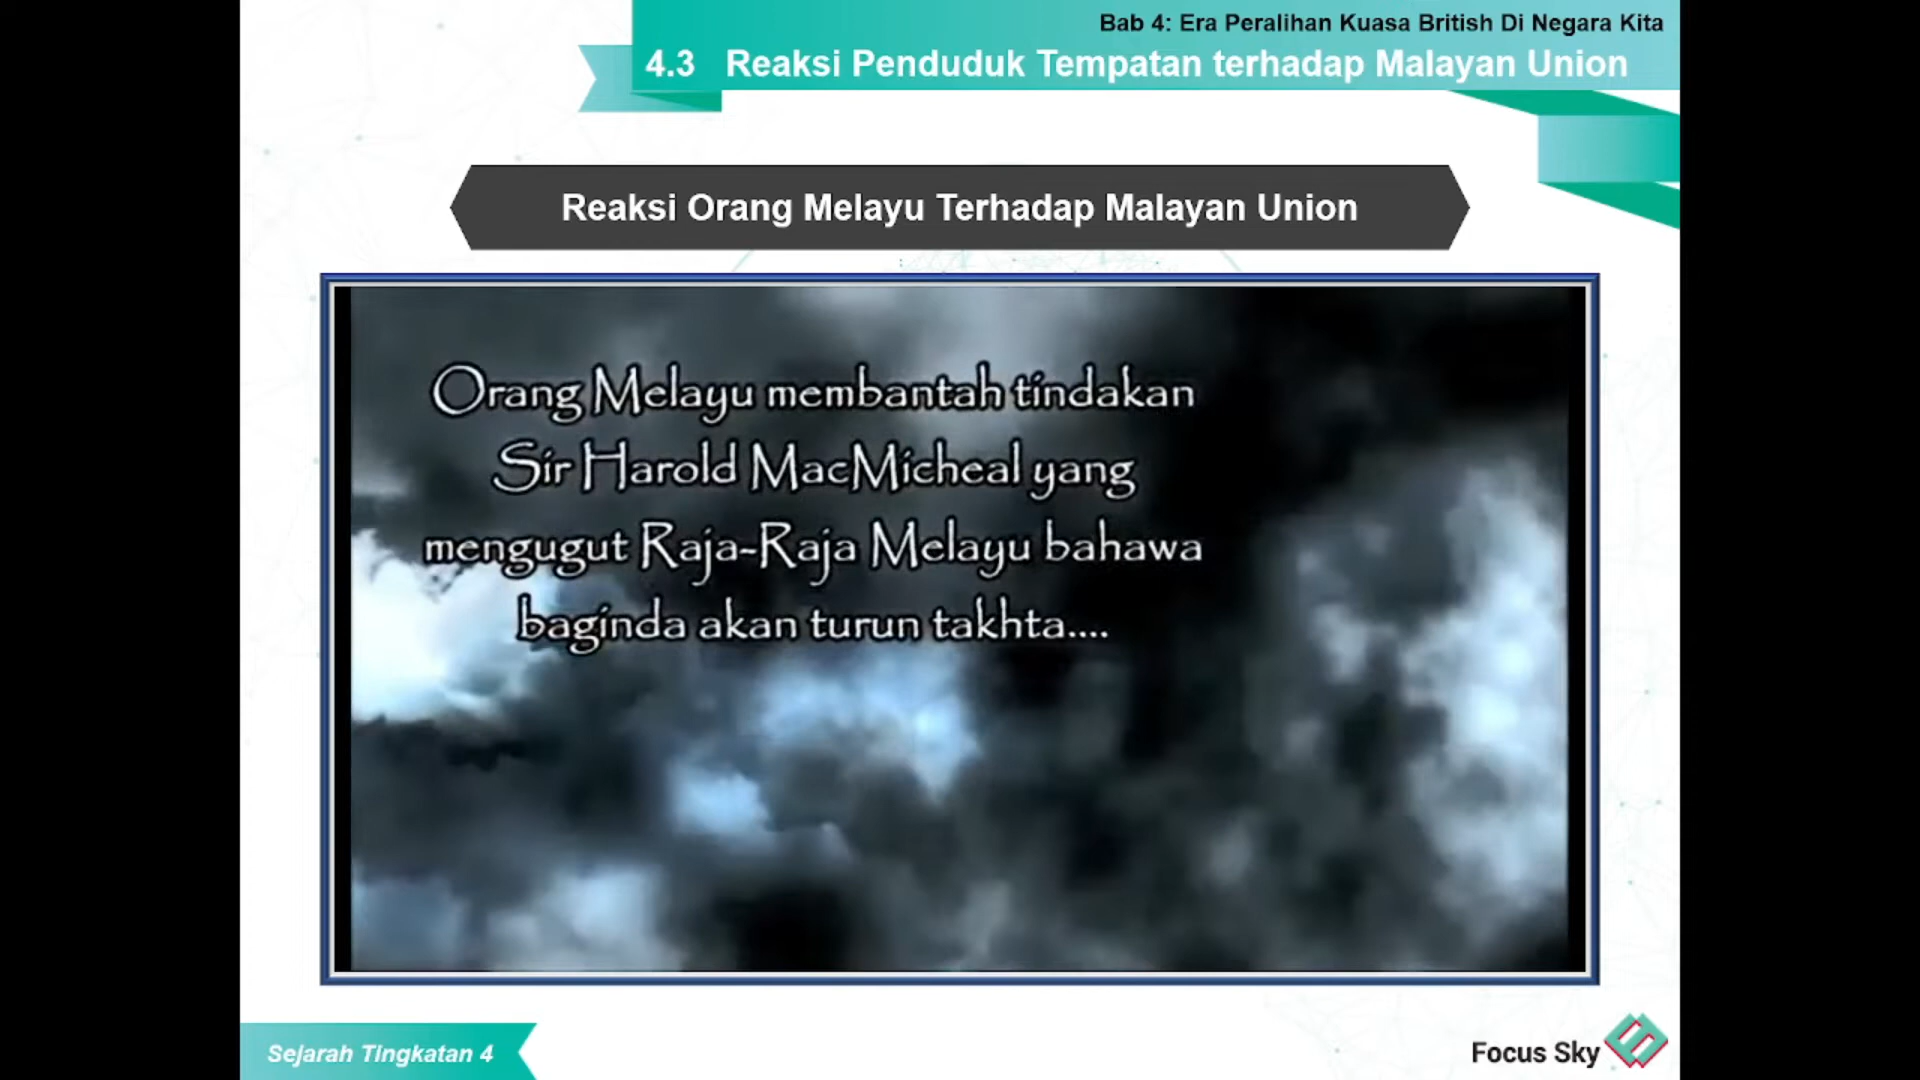 Bab 4: Era Peralihan Kuasa British Di Negara Kita
4.3 Reaksi Penduduk Tempatan terhadap Malayan Union
Reaksi Orang Melayu Terhadap Malayan Union
Orang Melayu membantah tindakan
Sir Harold MacMicheal yang
mengugut Raja-Raja Melayu bahawa
baginda akan turun takhta....
Sejarah Tingkatan 4
Focus Sky